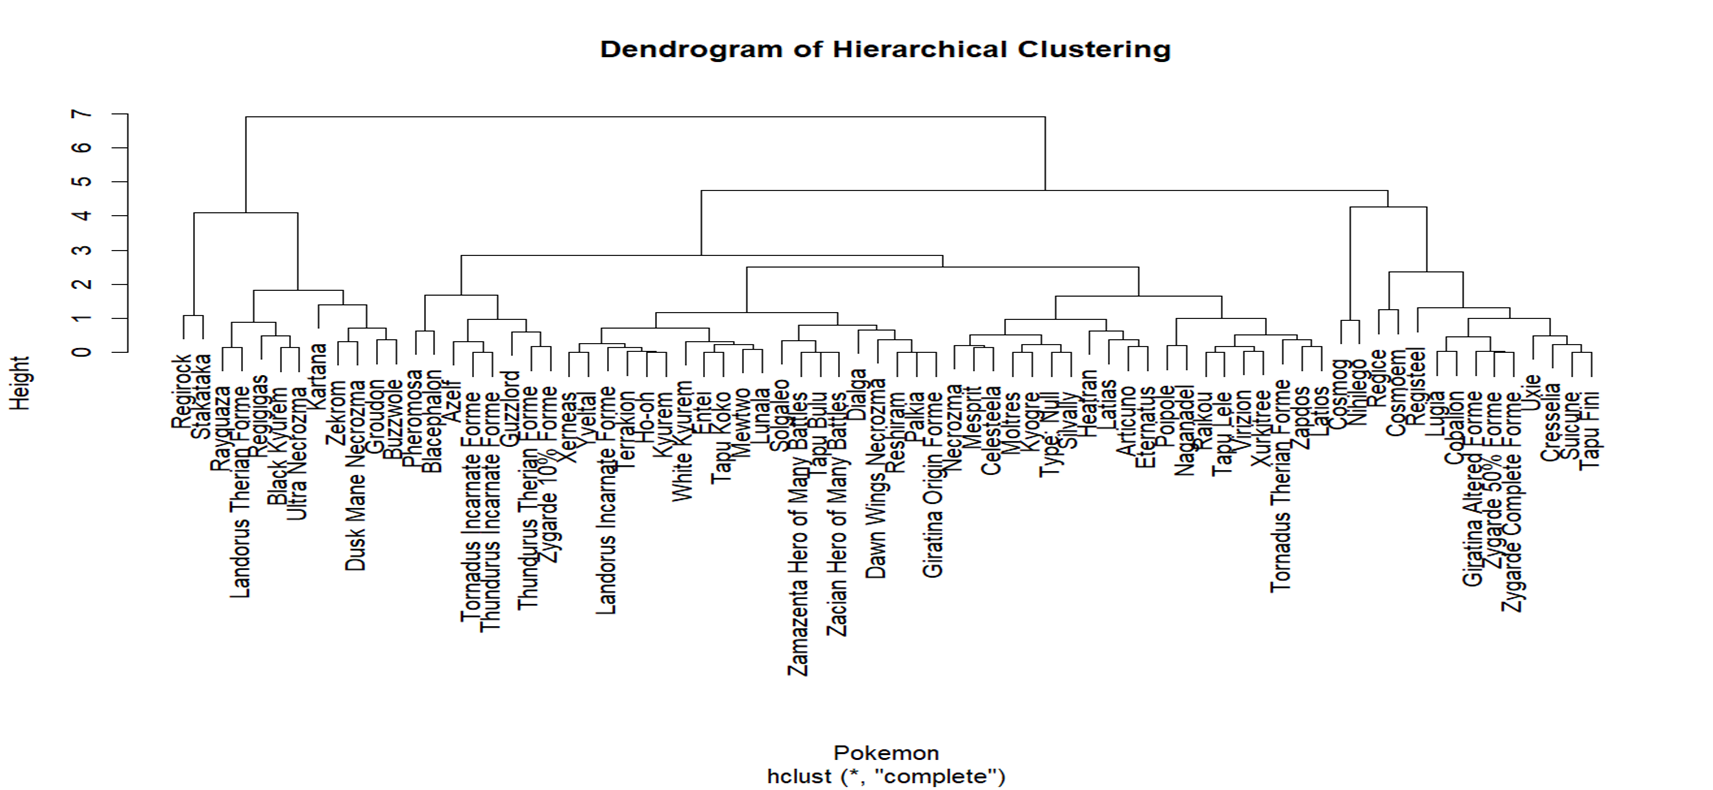 Dendrogram of Hierarchical Clustering
Height
7
6
5
4
3
2
1
0
Regirock
Stakataka
Rayquaza
Landorus Therian Forme
Regigigas
Black Kyurem
Ultra Necrozma
Kartana
Zekrom
Dusk Mane Necrozma
Groudon
Buzzwole
Pheromosa
Blacephalon
Azelf
Tornadus Incarnate Forme
Thundurus Incarnate Forme
Guzzlord
Thundurus Therian Forme
Zygarde 10% Forme
Xerneas
Yveltal
Landorus Incarnate Forme
Terrakion
Ho-oh
Kyurem
White Kyurem
Entei
Tapu Koko
Mewtwo
Lunala
Solgaleo
Zamazenta Hero of Many Battles
Tapu Bulu
Zacian Hero of Many Battles
Dialga
Dawn Wings Necrozma
Reshiram
Palkia
Giratina Origin Forme
Necrozma
Mesprit
Celesteela
Moltres
Kyogre
Type: Null
Silvally
Heatran
Latias
Articuno
Eternatus
Poipole
Naganadel
Raikou
Tapu Lele
Virizion
Xurkitree
Tornadus Therian Forme
Zapdos
Latios
Cosmog
Nihilego
Regice
Cosmoem
Registeel
Lugia
Cobalion
Giratina Altered Forme
Zygarde 50% Forme
Zygarde Complete Forme
Uxie
Cresselia
Suicune
Tapu Fini
Pokemon
hclust (*, "complete")